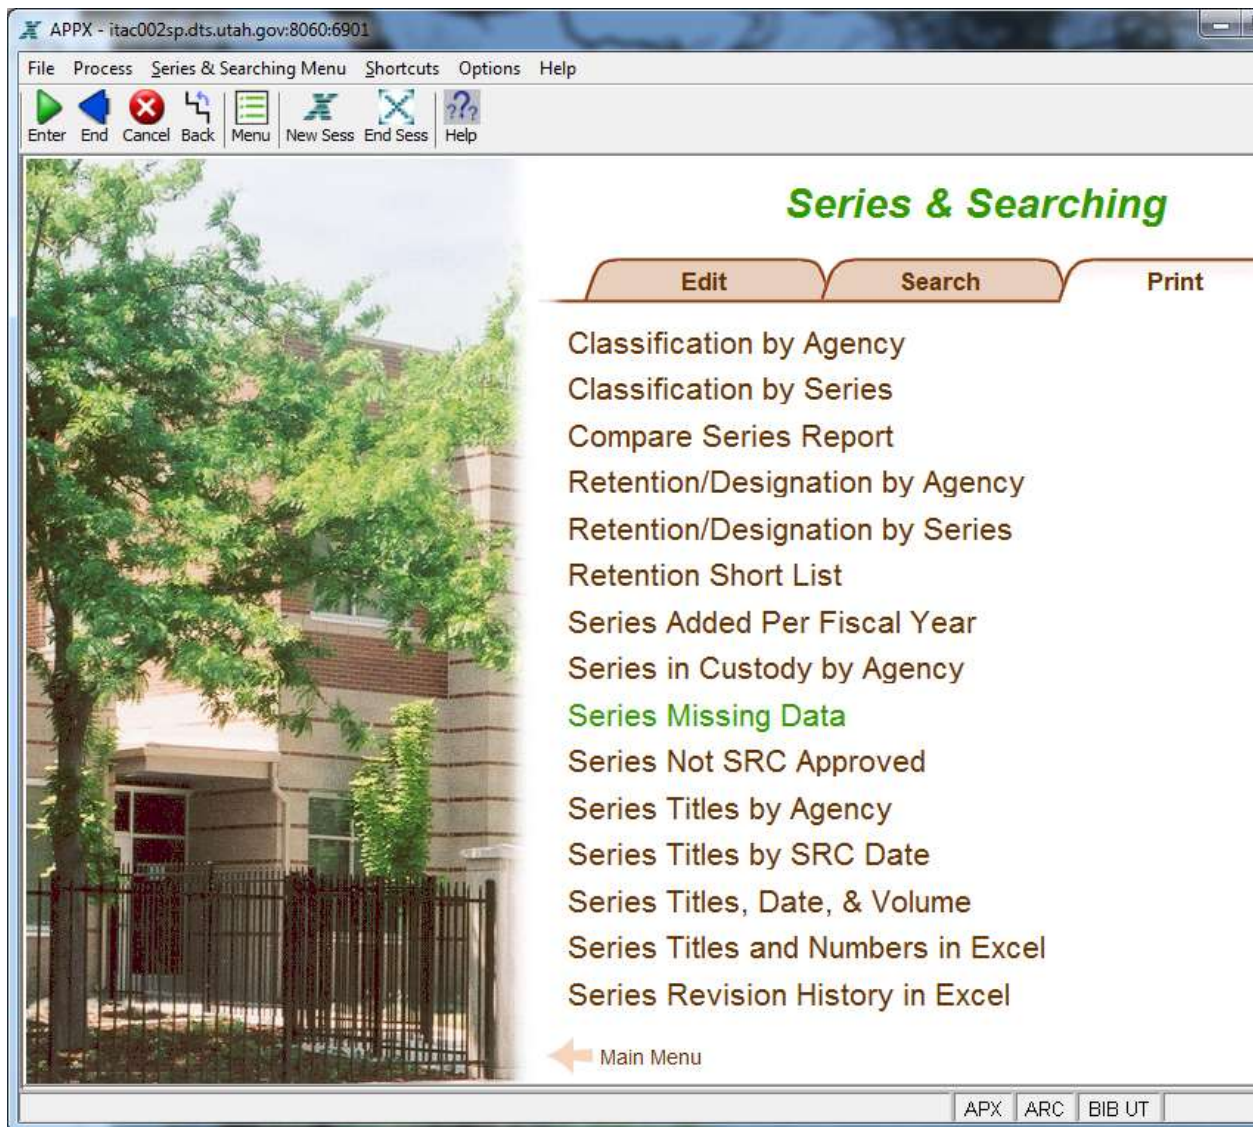 APPX - itac002sp.dts.utah.gov:8060:6901
File Process Series & Searching Menu Shortcuts Options Help
Enter End Cancel Back Menu New Sess End Sess Help
Series & Searching
Edit Search Print
Classification by Agency
Classification by Series
Compare Series Report
Retention/Designation by Agency
Retention/Designation by Series
Retention Short List
Series Added Per Fiscal Year
Series in Custody by Agency
Series Missing Data
Series Not SRC Approved
Series Titles by Agency
Series Titles by SRC Date
Series Titles, Date, & Volume
Series Titles and Numbers in Excel
Series Revision History in Excel
Main Menu
APX ARC BIB UT